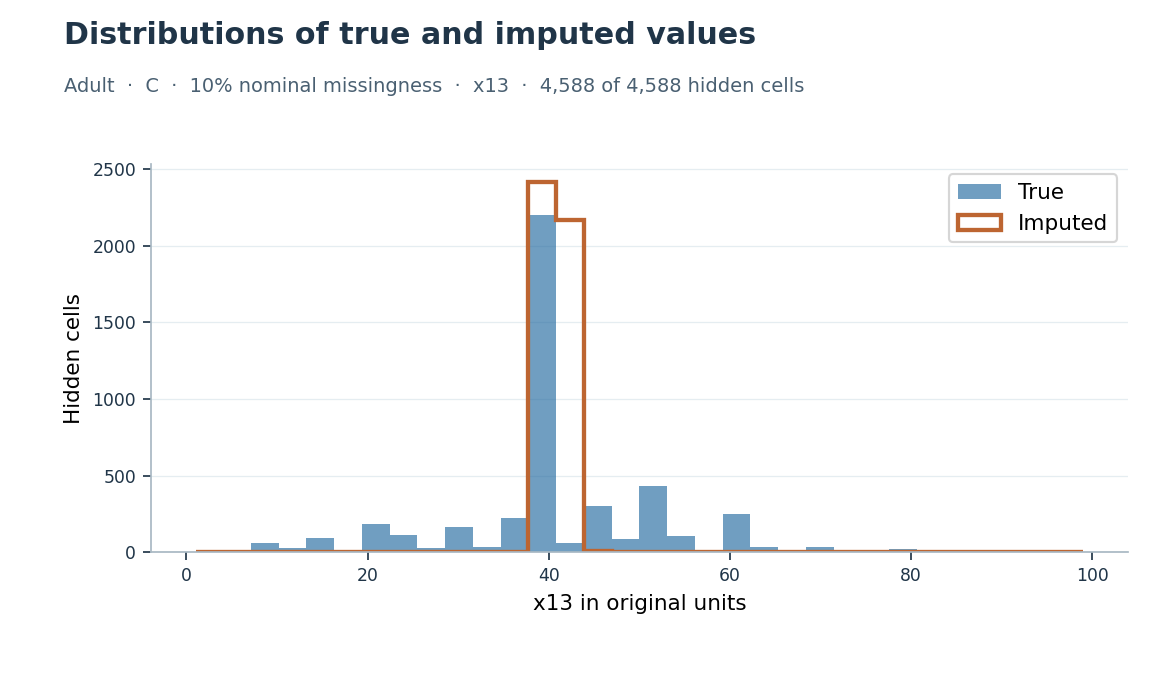 Distributions of true and imputed values
Adult · C · 10% nominal missingness · x13 · 4,588 of 4,588 hidden cells
2500
2000
1500
1000
500
0
Hidden cells
True
Imputed
0 20 40 60 80 100
x13 in original units